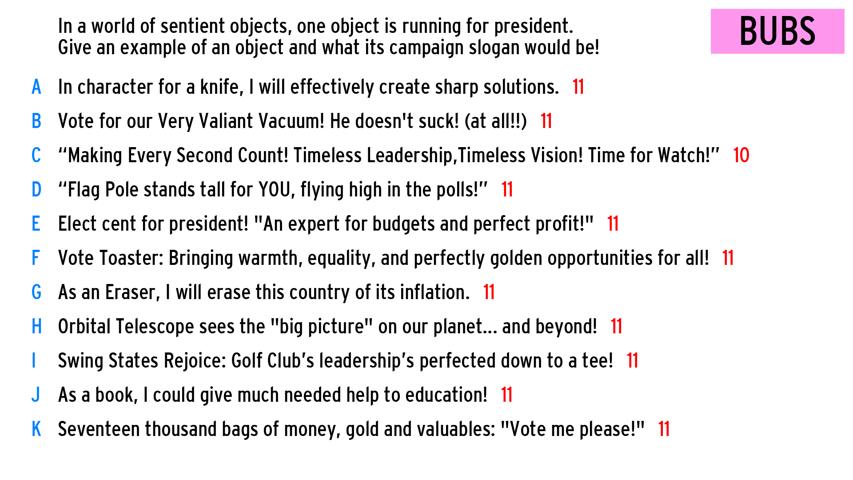 In a world of sentient objects, one object is running for president.
Give an example of an object and what its campaign slogan would be!
BUBS
A In character for a knife, I will effectively create sharp solutions. 11
B Vote for our Very Valiant Vacuum! He doesn't suck! (at all!!) 11
C “Making Every Second Count! Timeless Leadership,Timeless Vision! Time for Watch!” 10
D “Flag Pole stands tall for YOU, flying high in the polls!” 11
E Elect cent for president! "An expert for budgets and perfect profit!" 11
F Vote Toaster: Bringing warmth, equality, and perfectly golden opportunities for all! 11
G As an Eraser, I will erase this country of its inflation. 11
H Orbital Telescope sees the "big picture" on our planet... and beyond! 11
I Swing States Rejoice: Golf Club’s leadership’s perfected down to a tee! 11
J As a book, I could give much needed help to education! 11
K Seventeen thousand bags of money, gold and valuables: "Vote me please!" 11